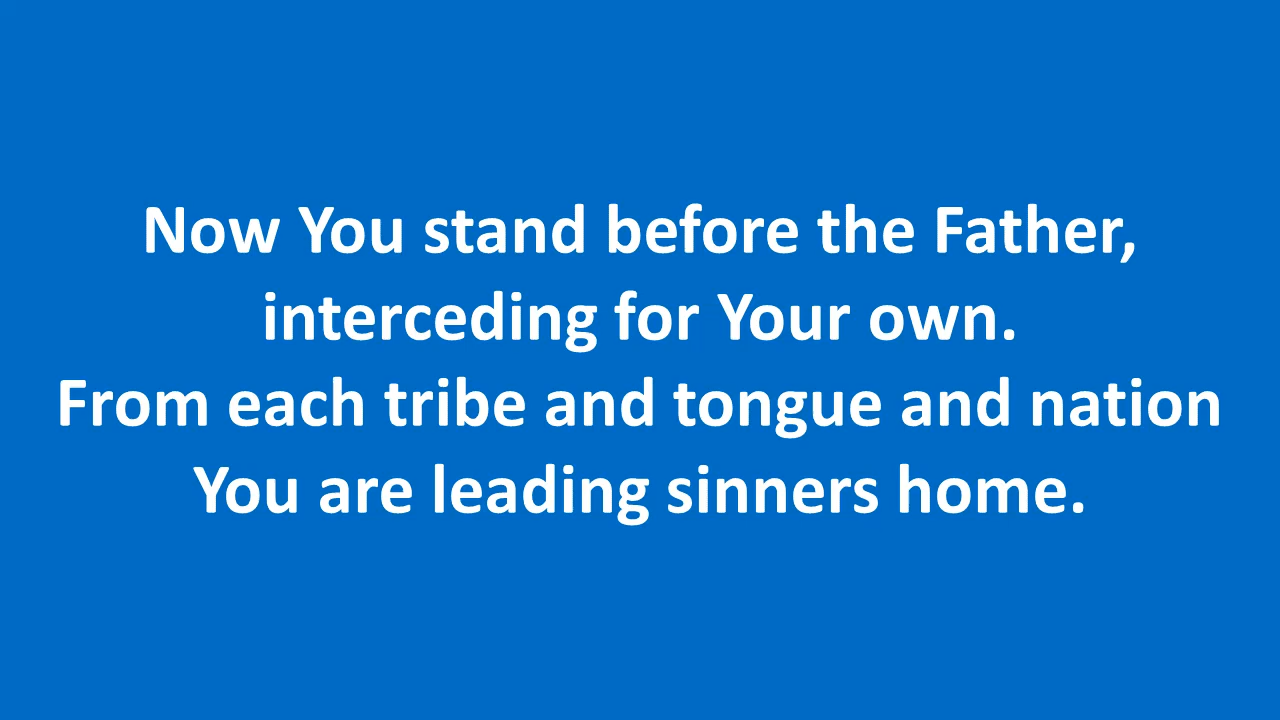 Now You stand before the Father,
interceding for Your own.
From each tribe and tongue and nation
You are leading sinners home.